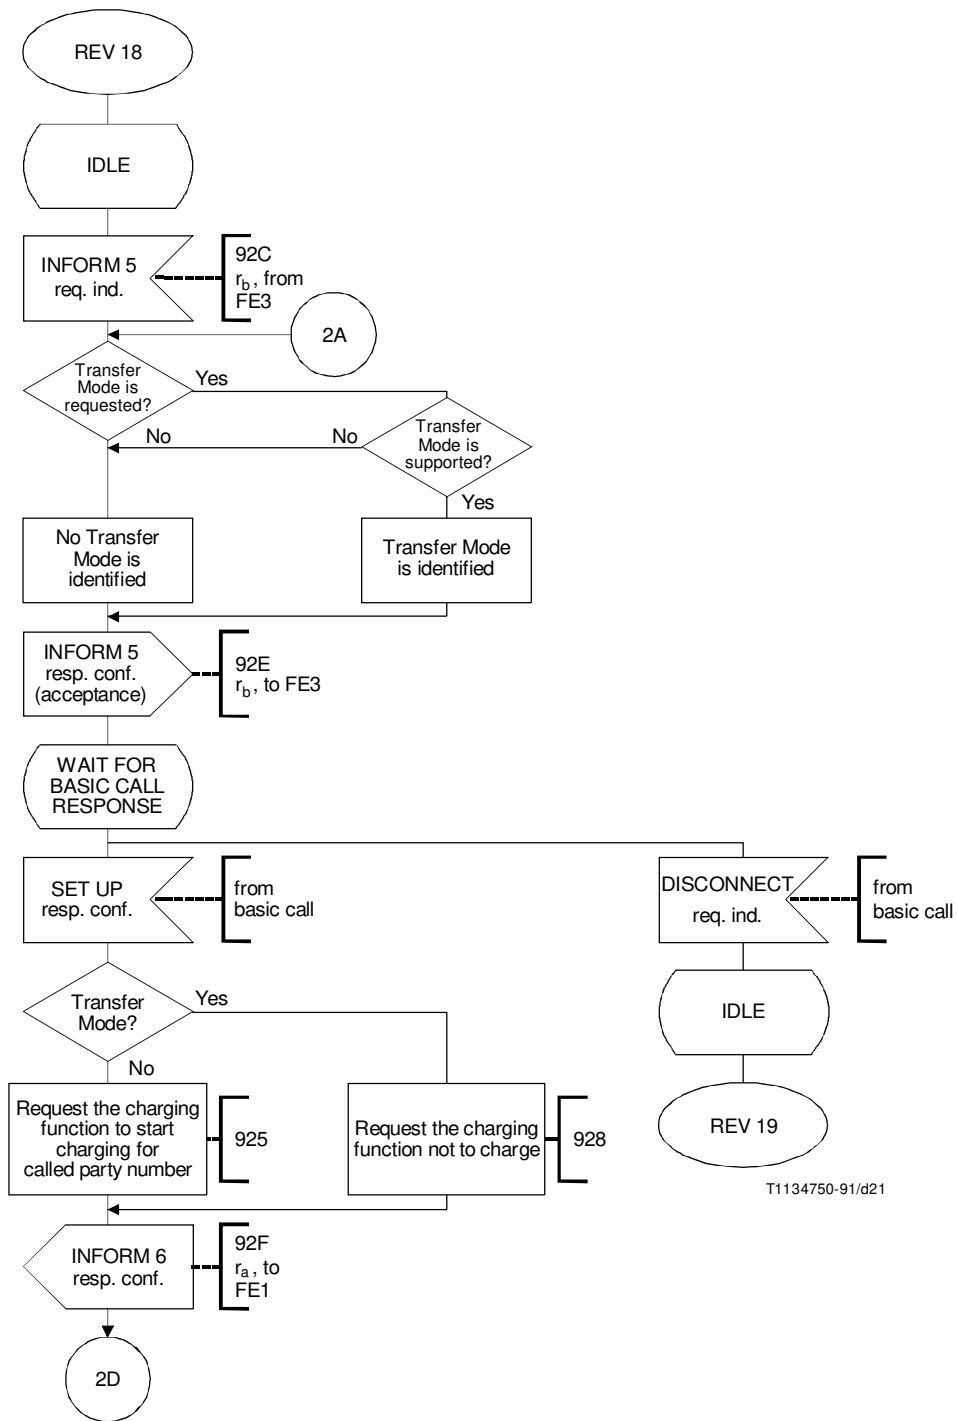 REV 18
IDLE
INFORM 5
req. ind.
92C
r_b, from
FE3
2A
Transfer
Mode is
requested?
Yes
Transfer
Mode is
supported?
No
No
Yes
No Transfer
Mode is
identified
Transfer Mode
is identified
INFORM 5
resp. conf.
(acceptance)
92E
r_b, to FE3
WAIT FOR
BASIC CALL
RESPONSE
SET UP
resp. conf.
from
basic call
DISCONNECT
req. ind.
from
basic call
Transfer
Mode?
Yes
No
IDLE
Request the charging
function to start
charging for
called party number
925
Request the charging
function not to charge
928
REV 19
T1134750-91/d21
INFORM 6
resp. conf.
92F
r_a, to
FE1
2D